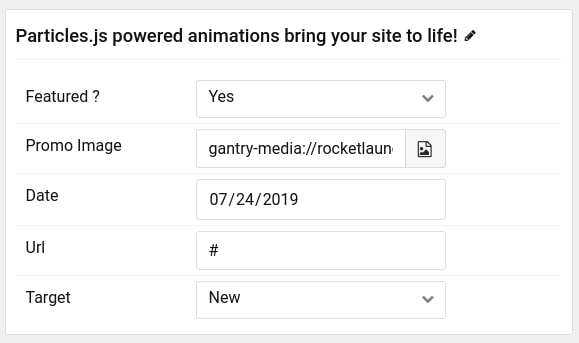 Particles.js powered animations bring your site to life!
Featured ? Yes
Promo Image gantry-media://rocketlaun
Date 07/24/2019
Url #
Target New